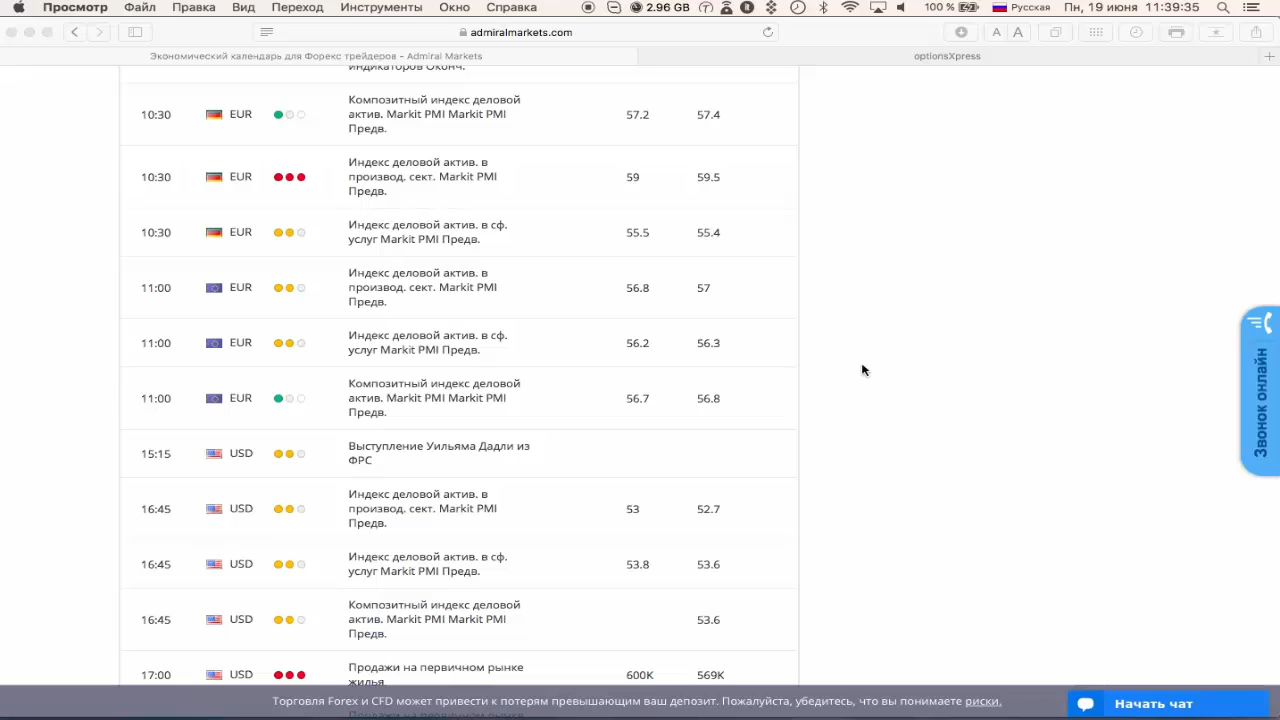 Просмотр Файл Правка Вид Переход Инструменты Окно Справка 2.96 GB 100 % Русская Пн, 19 июня 11:39:35
admiralmarkets.com
Экономический календарь для Форекс трейдеров – Admiral Markets optionsXpress
индикаторов Оконч.
10:30 EUR Композитный индекс деловой
актив. Markit PMI Markit PMI
Предв.
57.2 57.4
10:30 EUR Индекс деловой актив. в
производ. сект. Markit PMI
Предв.
59 59.5
10:30 EUR Индекс деловой актив. в сф.
услуг Markit PMI Предв.
55.5 55.4
11:00 EUR Индекс деловой актив. в
производ. сект. Markit PMI
Предв.
56.8 57
11:00 EUR Индекс деловой актив. в сф.
услуг Markit PMI Предв.
56.2 56.3
11:00 EUR Композитный индекс деловой
актив. Markit PMI Markit PMI
Предв.
56.7 56.8
15:15 USD Выступление Уильяма Дадли из
ФРС
16:45 USD Индекс деловой актив. в
производ. сект. Markit PMI
Предв.
53 52.7
16:45 USD Индекс деловой актив. в сф.
услуг Markit PMI Предв.
53.8 53.6
16:45 USD Композитный индекс деловой
актив. Markit PMI Markit PMI
Предв.
53.6
17:00 USD Продажи на первичном рынке
жилья
600K 569K
Звонок онлайн
Торговля Forex и CFD может привести к потерям превышающим ваш депозит. Пожалуйста, убедитесь, что вы понимаете риски.
Начать чат